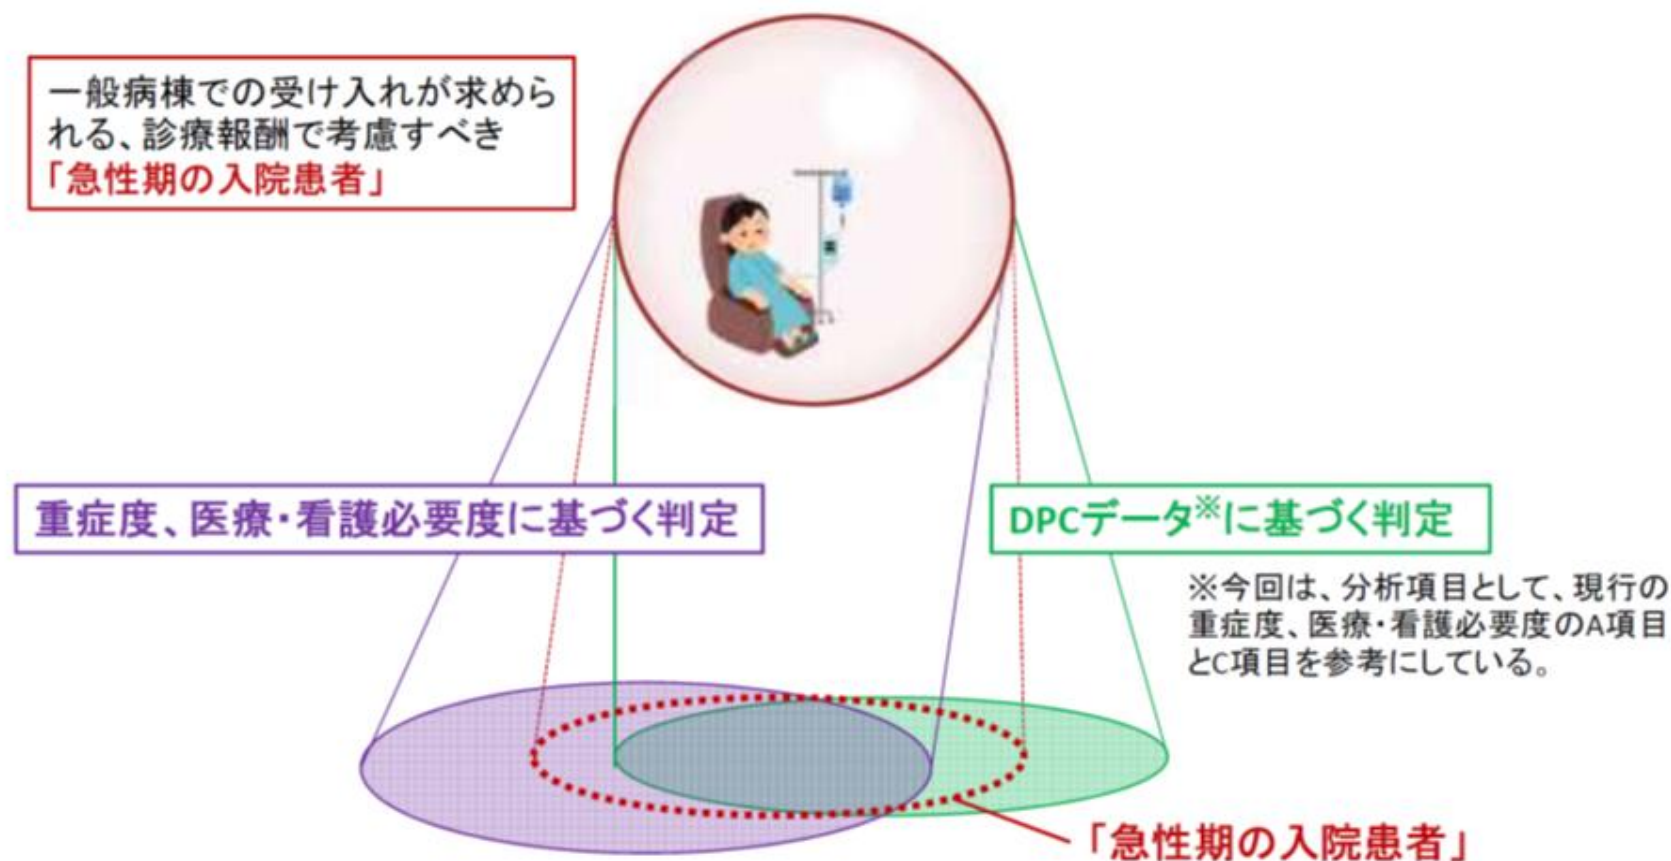 一般病棟での受け入れが求めら
れる、診療報酬で考慮すべき
「急性期の入院患者」
重症度、医療・看護必要度に基づく判定
DPCデータ※に基づく判定
※今回は、分析項目として、現行の
重症度、医療・看護必要度のA項目
とC項目を参考にしている。
「急性期の入院患者」